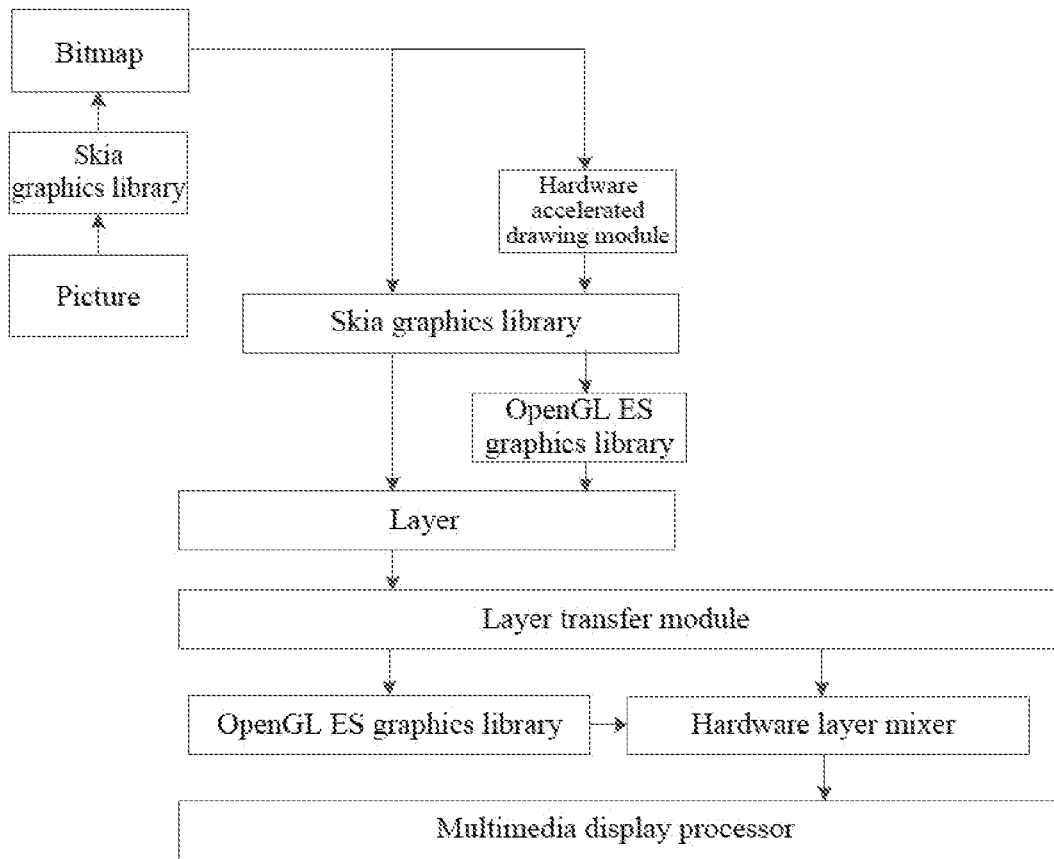 Bitmap
Skia
graphics library
Picture
Hardware
accelerated
drawing module
Skia graphics library
OpenGL ES
graphics library
Layer
Layer transfer module
OpenGL ES graphics library
Hardware layer mixer
Multimedia display processor